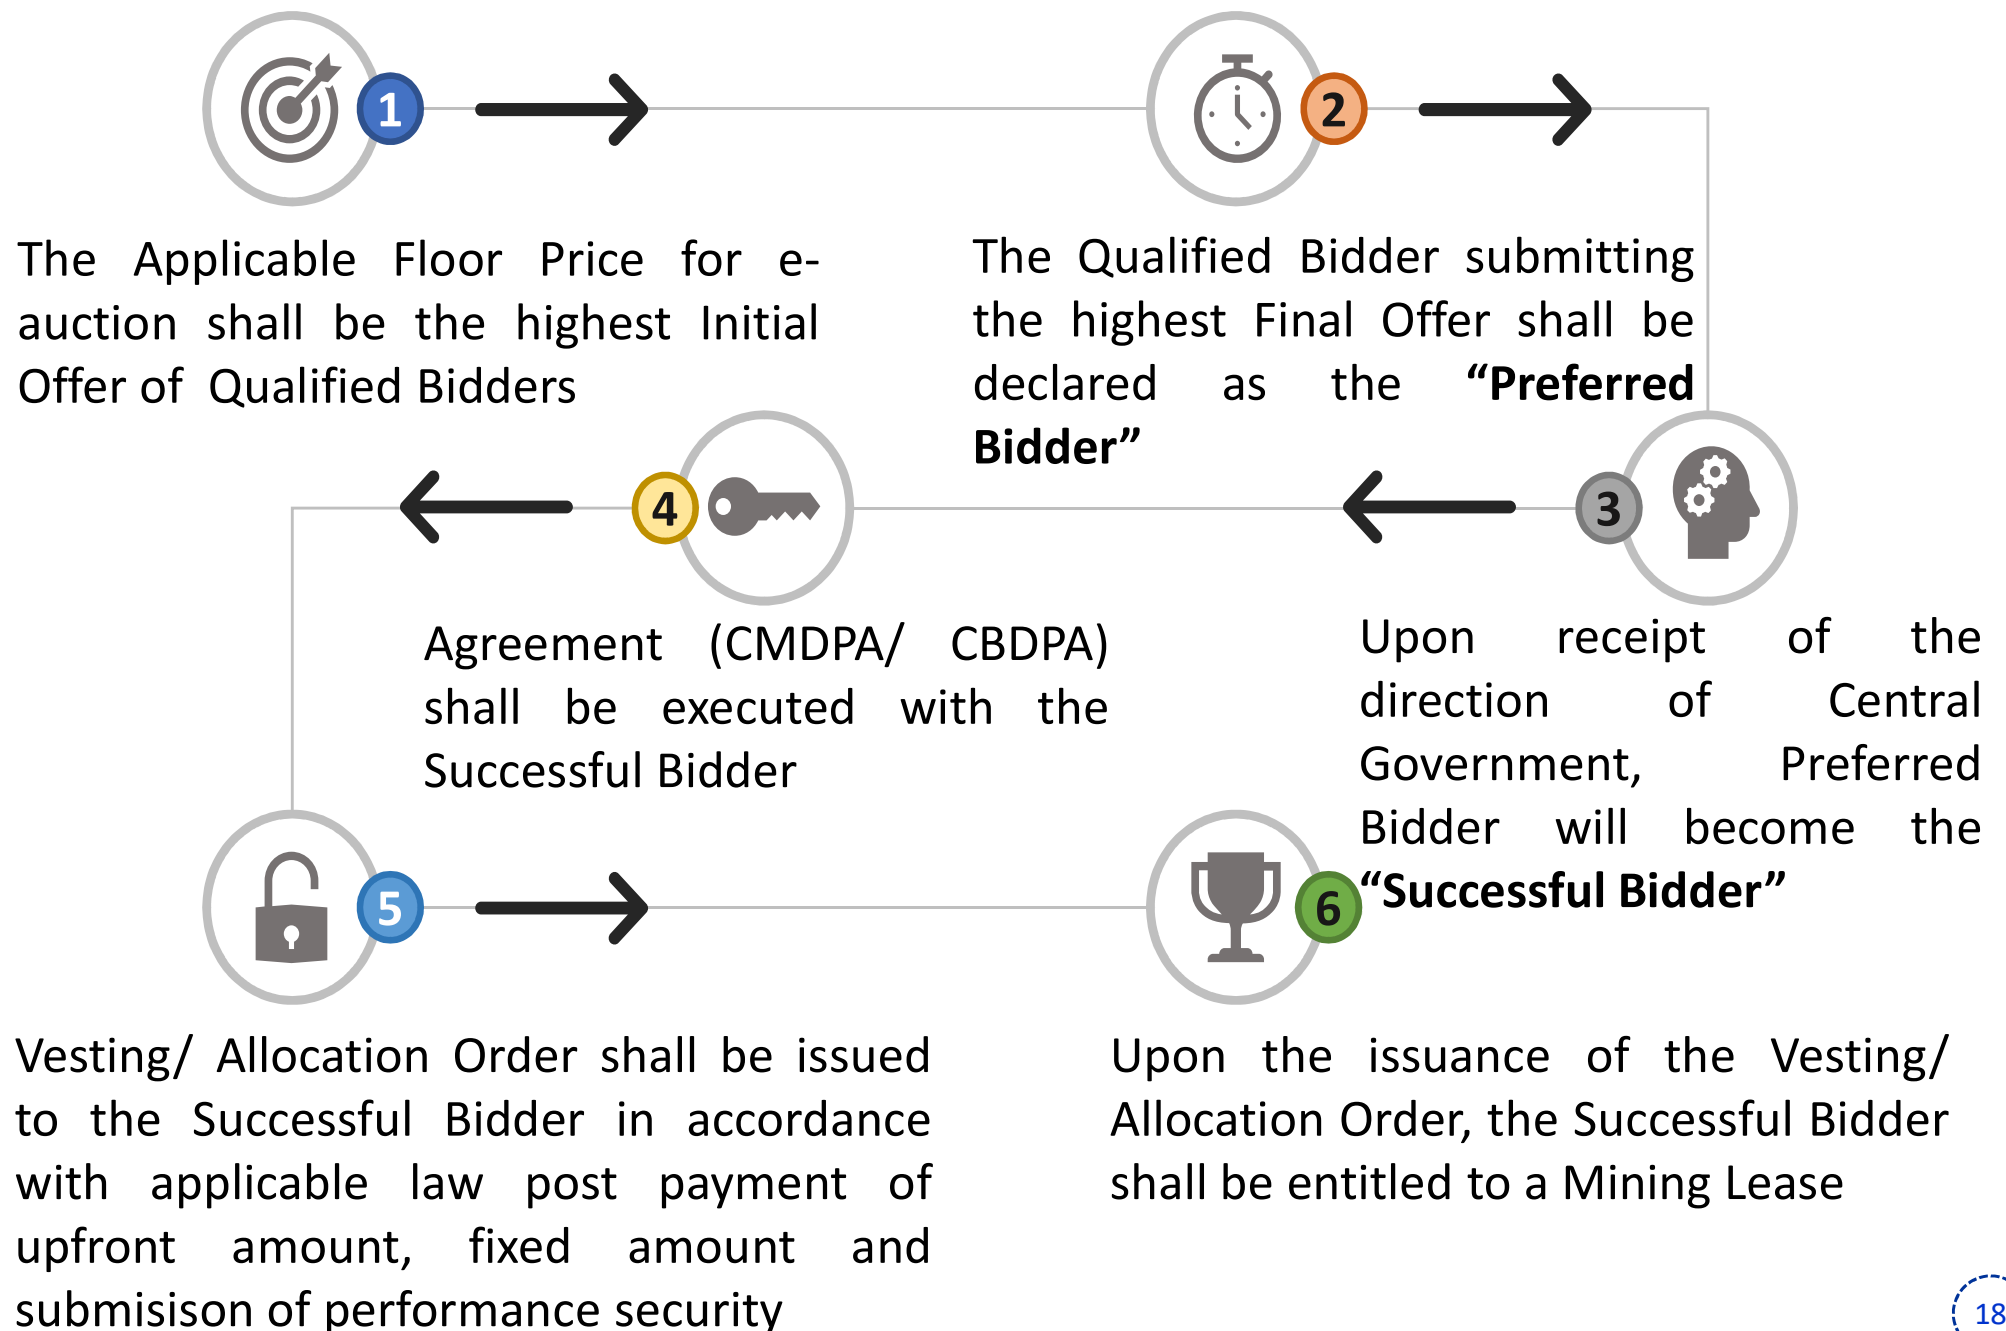 1
The Applicable Floor Price for e-
auction shall be the highest Initial
Offer of Qualified Bidders
2
The Qualified Bidder submitting
the highest Final Offer shall be
declared as the “Preferred
Bidder”
3
Upon receipt of the
direction of Central
Government, Preferred
Bidder will become the
“Successful Bidder”
4
Agreement (CMDPA/ CBDPA)
shall be executed with the
Successful Bidder
5
Vesting/ Allocation Order shall be issued
to the Successful Bidder in accordance
with applicable law post payment of
upfront amount, fixed amount and
submisison of performance security
6
Upon the issuance of the Vesting/
Allocation Order, the Successful Bidder
shall be entitled to a Mining Lease
18